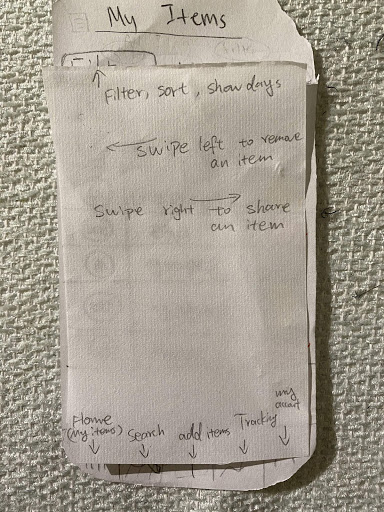 My Items
Filter, sort, show days
Swipe left to remove
an item
Swipe right to share
an item
Home
(My items)
Search
add items
Tracking
my